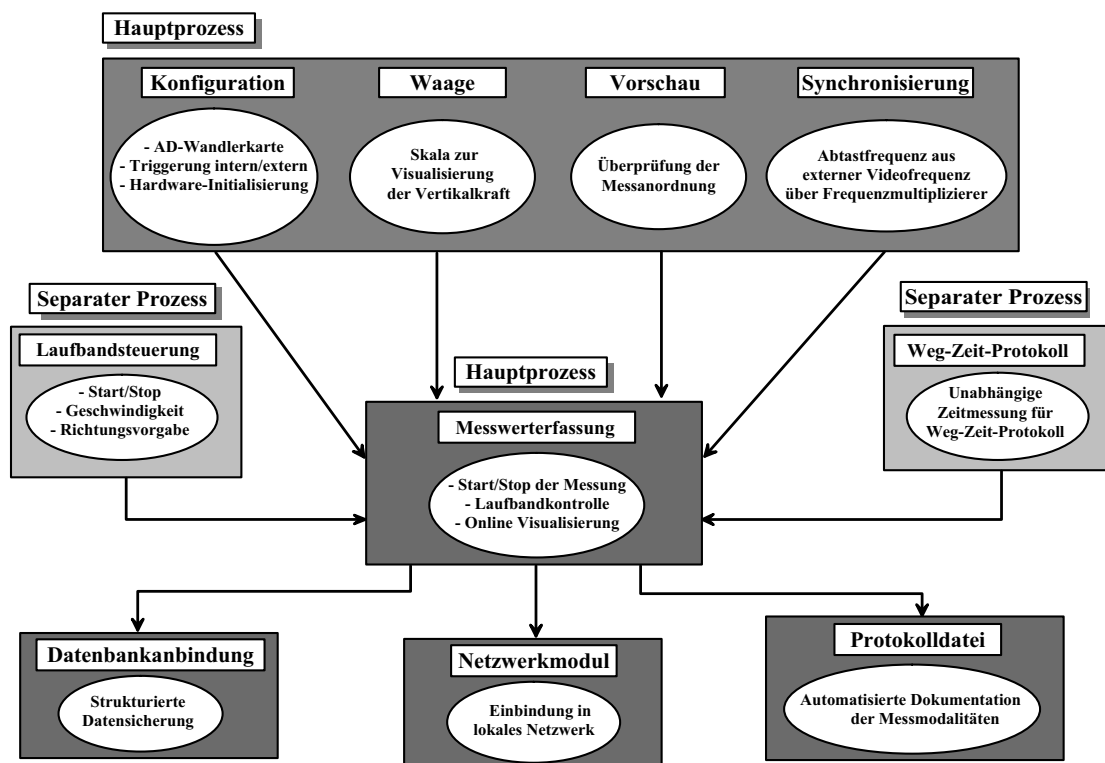 Hauptprozess
Konfiguration
- AD-Wandlerkarte
- Triggerung intern/extern
- Hardware-Initialisierung
Waage
Skala zur
Visualisierung
der Vertikalkraft
Vorschau
Überprüfung der
Messanordnung
Synchronisierung
Abtastfrequenz aus
externer Videofrequenz
über Frequenzmultiplizierer
Separater Prozess
Laufbandsteuerung
- Start/Stop
- Geschwindigkeit
- Richtungsvorgabe
Hauptprozess
Messwerterfassung
- Start/Stop der Messung
- Laufbandkontrolle
- Online Visualisierung
Separater Prozess
Weg-Zeit-Protokoll
Unabhängige
Zeitmessung für
Weg-Zeit-Protokoll
Datenbankanbindung
Strukturierte
Datensicherung
Netzwerkmodul
Einbindung in
lokales Netzwerk
Protokolldatei
Automatisierte Dokumentation
der Messmodalitäten